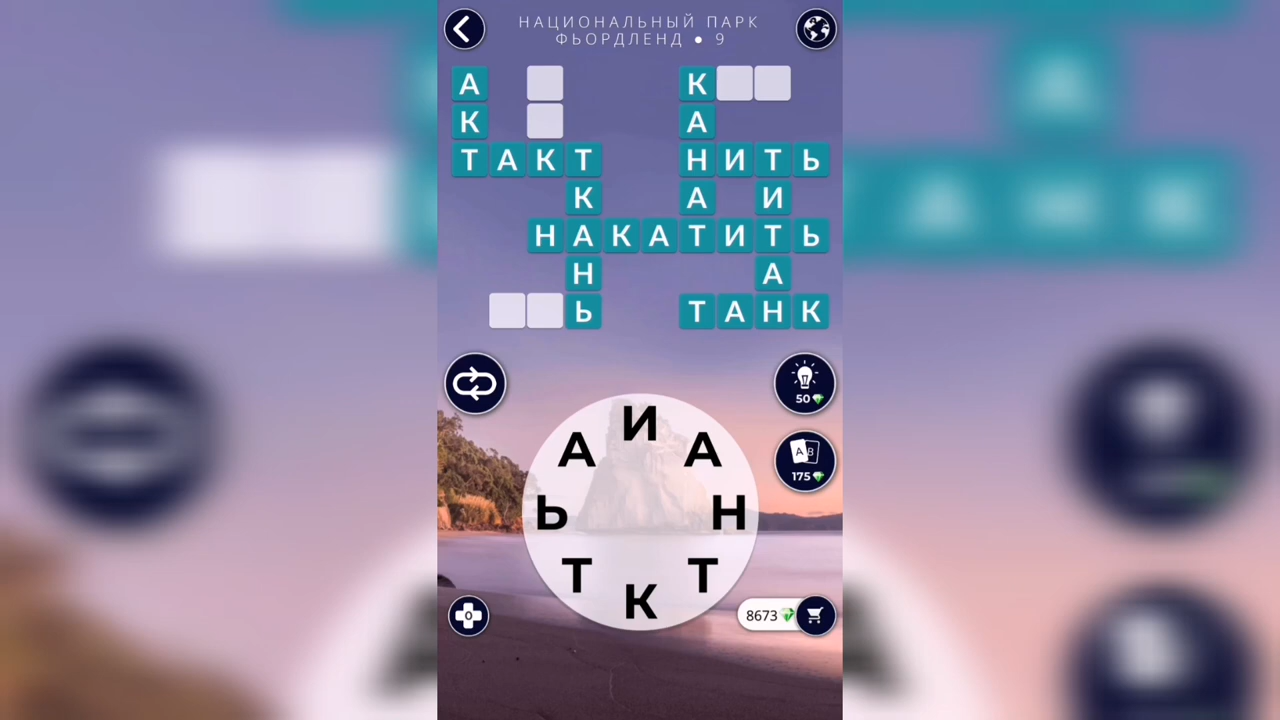 НАЦИОНАЛЬНЫЙ ПАРК
ФЬОРДЛЕНД • 9
А К
К А
ТАКТ НИТЬ
К А И
НАКАТИТЬ
Н А
Ь ТАНК
50
И
А А
175
Ь Н
Т Т
К
0
8673